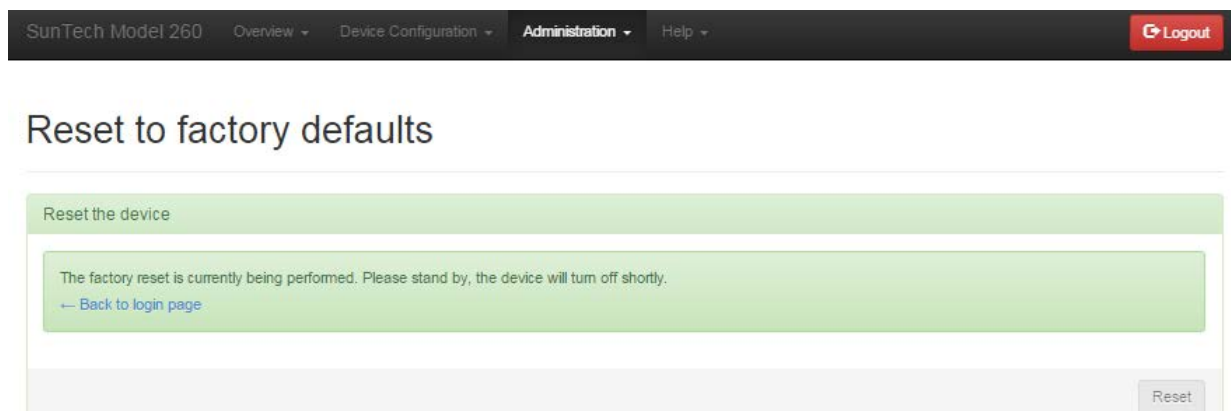 SunTech Model 260 Overview Device Configuration Administration Help Logout
Reset to factory defaults
Reset the device
The factory reset is currently being performed. Please stand by, the device will turn off shortly.
← Back to login page
Reset